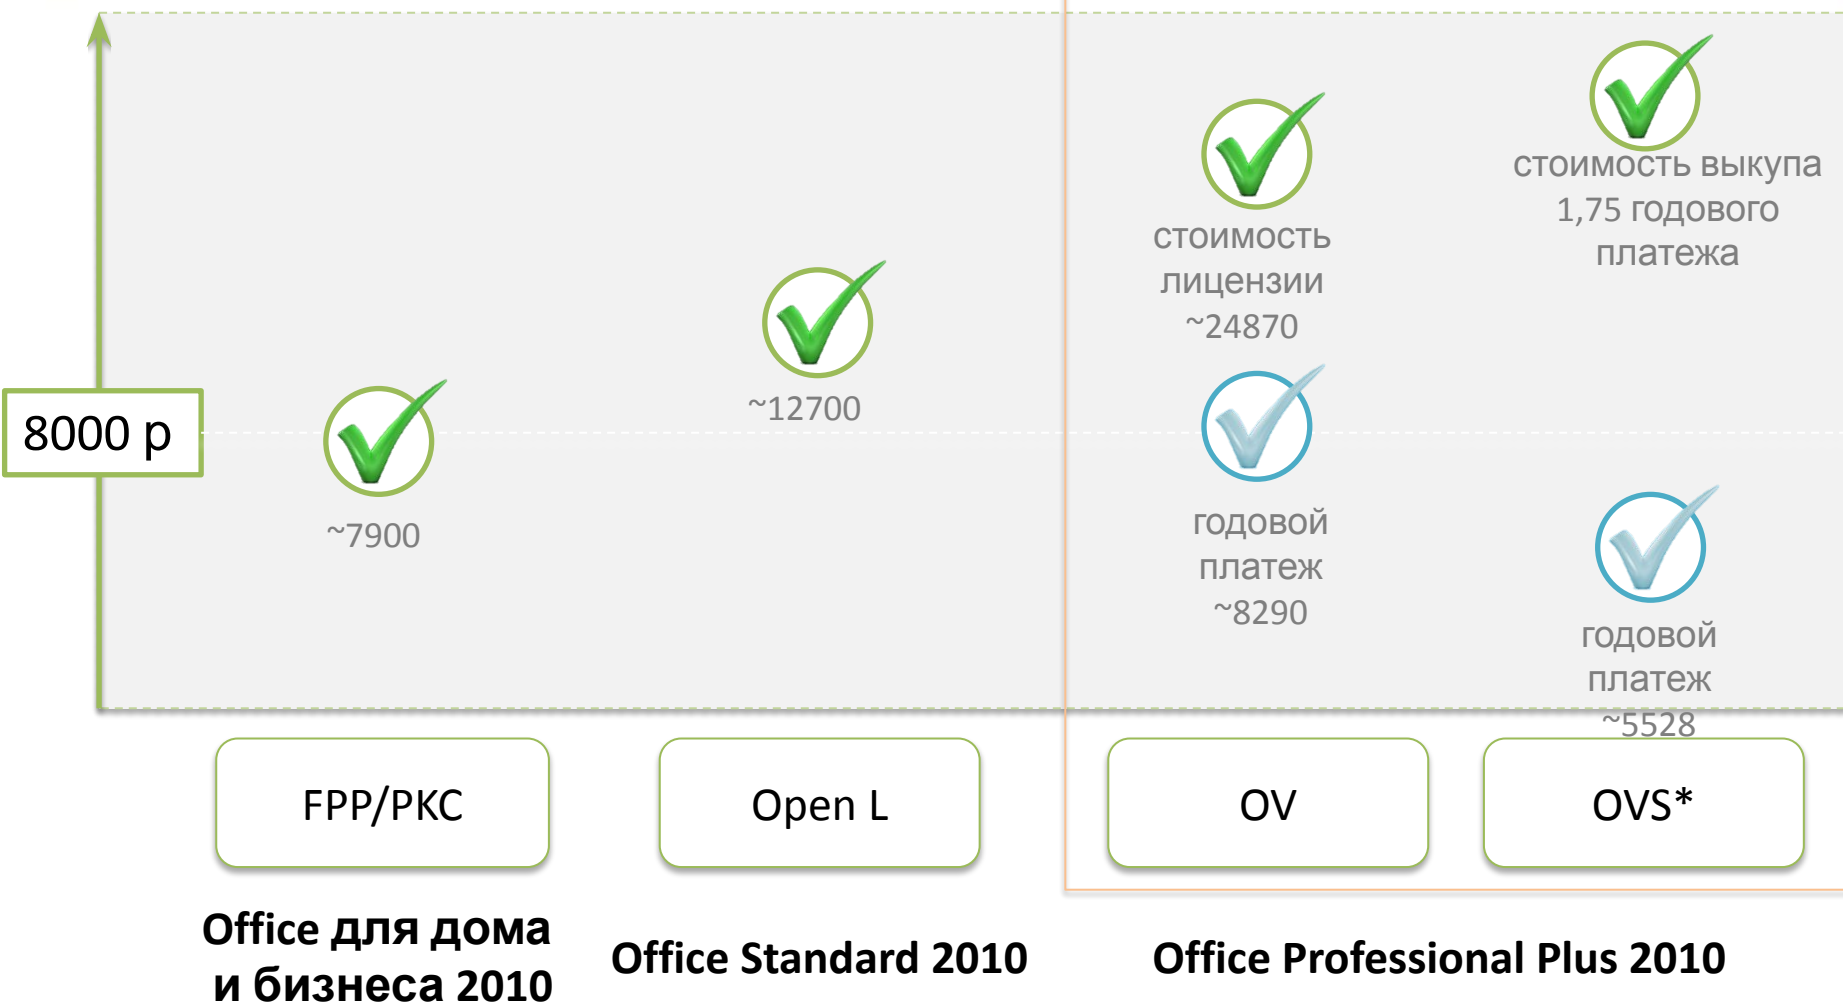 стоимость выкупа
1,75 годового
платежа
стоимость
лицензии
~24870
~12700
8000 р
~7900
годовой
платеж
~8290
годовой
платеж
~5528
FPP/PKC
Open L
OV
OVS*
Office для дома
и бизнеса 2010
Office Standard 2010
Office Professional Plus 2010